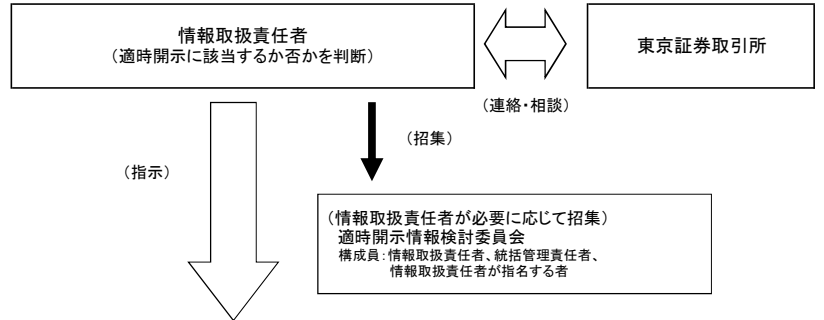 情報取扱責任者
(適時開示に該当するか否かを判断)
東京証券取引所
(連絡・相談)
(招集)
(指示)
(情報取扱責任者が必要に応じて招集)
適時開示情報検討委員会
構成員:情報取扱責任者、統括管理責任者、
情報取扱責任者が指名する者